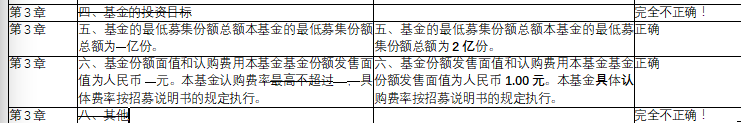 第 3 章 四、基金的投资目标 完全不正确！
第 3 章 五、基金的最低募集份额总额本基金的最低募集份额 五、基金的最低募集份额总额本基金的最低募 正确
总额为一亿份。 集份额总额为 2 亿份。
第 3 章 六、基金份额面值和认购费用本基金基金份额发售面 六、基金份额发售面值和认购费用本基金基金 正确
值为人民币 一元。本基金认购费率最高不超过 一，具 份额发售面值为人民币 1.00 元。本基金具体认
体费率按招募说明书的规定执行。 购费率按招募说明书的规定执行。
第 3 章 八、其他 完全不正确！